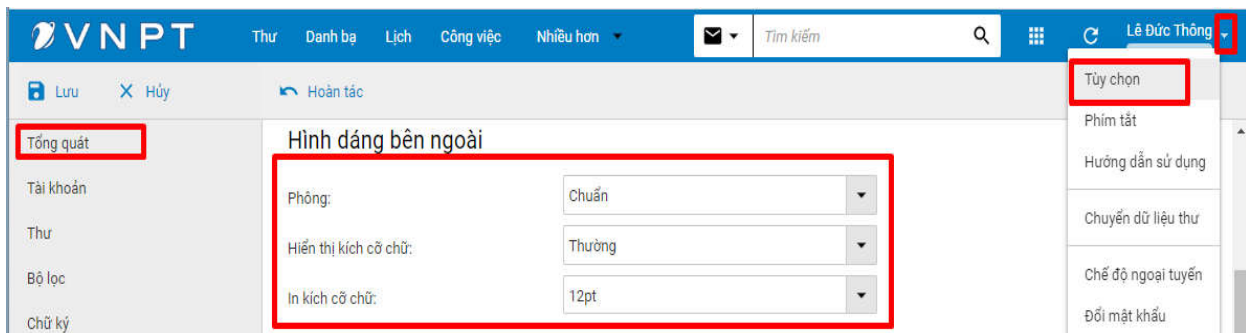 VNPT Thư Danh bạ Lịch Công việc Nhiều hơn Tìm kiếm Lê Đức Thông
Lưu Hủy Hoàn tác
Tùy chọn
Phím tắt
Hướng dẫn sử dụng
Chuyển dữ liệu thư
Chế độ ngoại tuyến
Đổi mật khẩu
Tổng quát
Tài khoản
Thư
Bộ lọc
Chữ ký
Hình dáng bên ngoài
Phông: Chuẩn
Hiển thị kích cỡ chữ: Thường
In kích cỡ chữ: 12pt